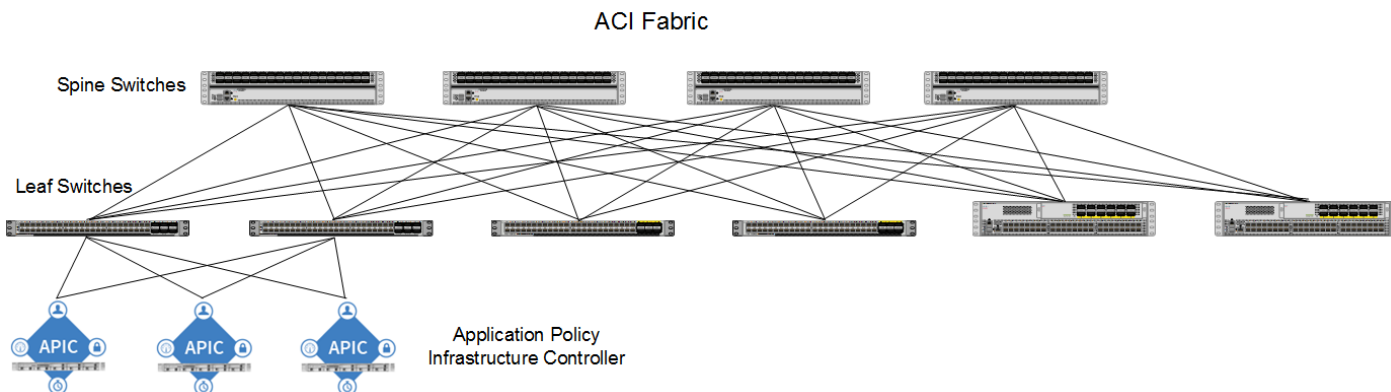 ACI Fabric
Spine Switches
Leaf Switches
APIC
APIC
APIC
Application Policy
Infrastructure Controller